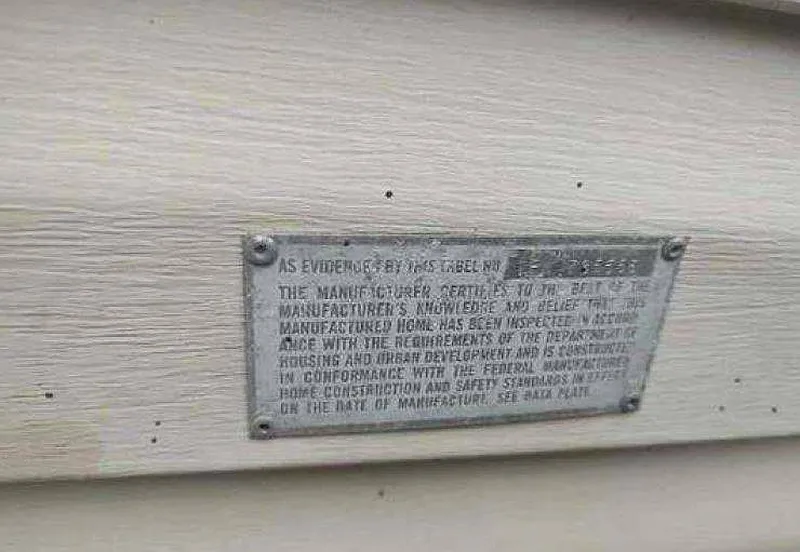 AS EVIDENCED BY THIS LABEL NO.
THE MANUFACTURER CERTIFIES TO THE BEST OF THE
MANUFACTURER'S KNOWLEDGE AND BELIEF THAT THIS
MANUFACTURED HOME HAS BEEN INSPECTED IN ACCORD-
ANCE WITH THE REQUIREMENTS OF THE DEPARTMENT OF
HOUSING AND URBAN DEVELOPMENT AND IS CONSTRUCTED
IN CONFORMANCE WITH THE FEDERAL MANUFACTURED
HOME CONSTRUCTION AND SAFETY STANDARDS IN EFFECT
ON THE DATE OF MANUFACTURE. SEE DATA PLATE.